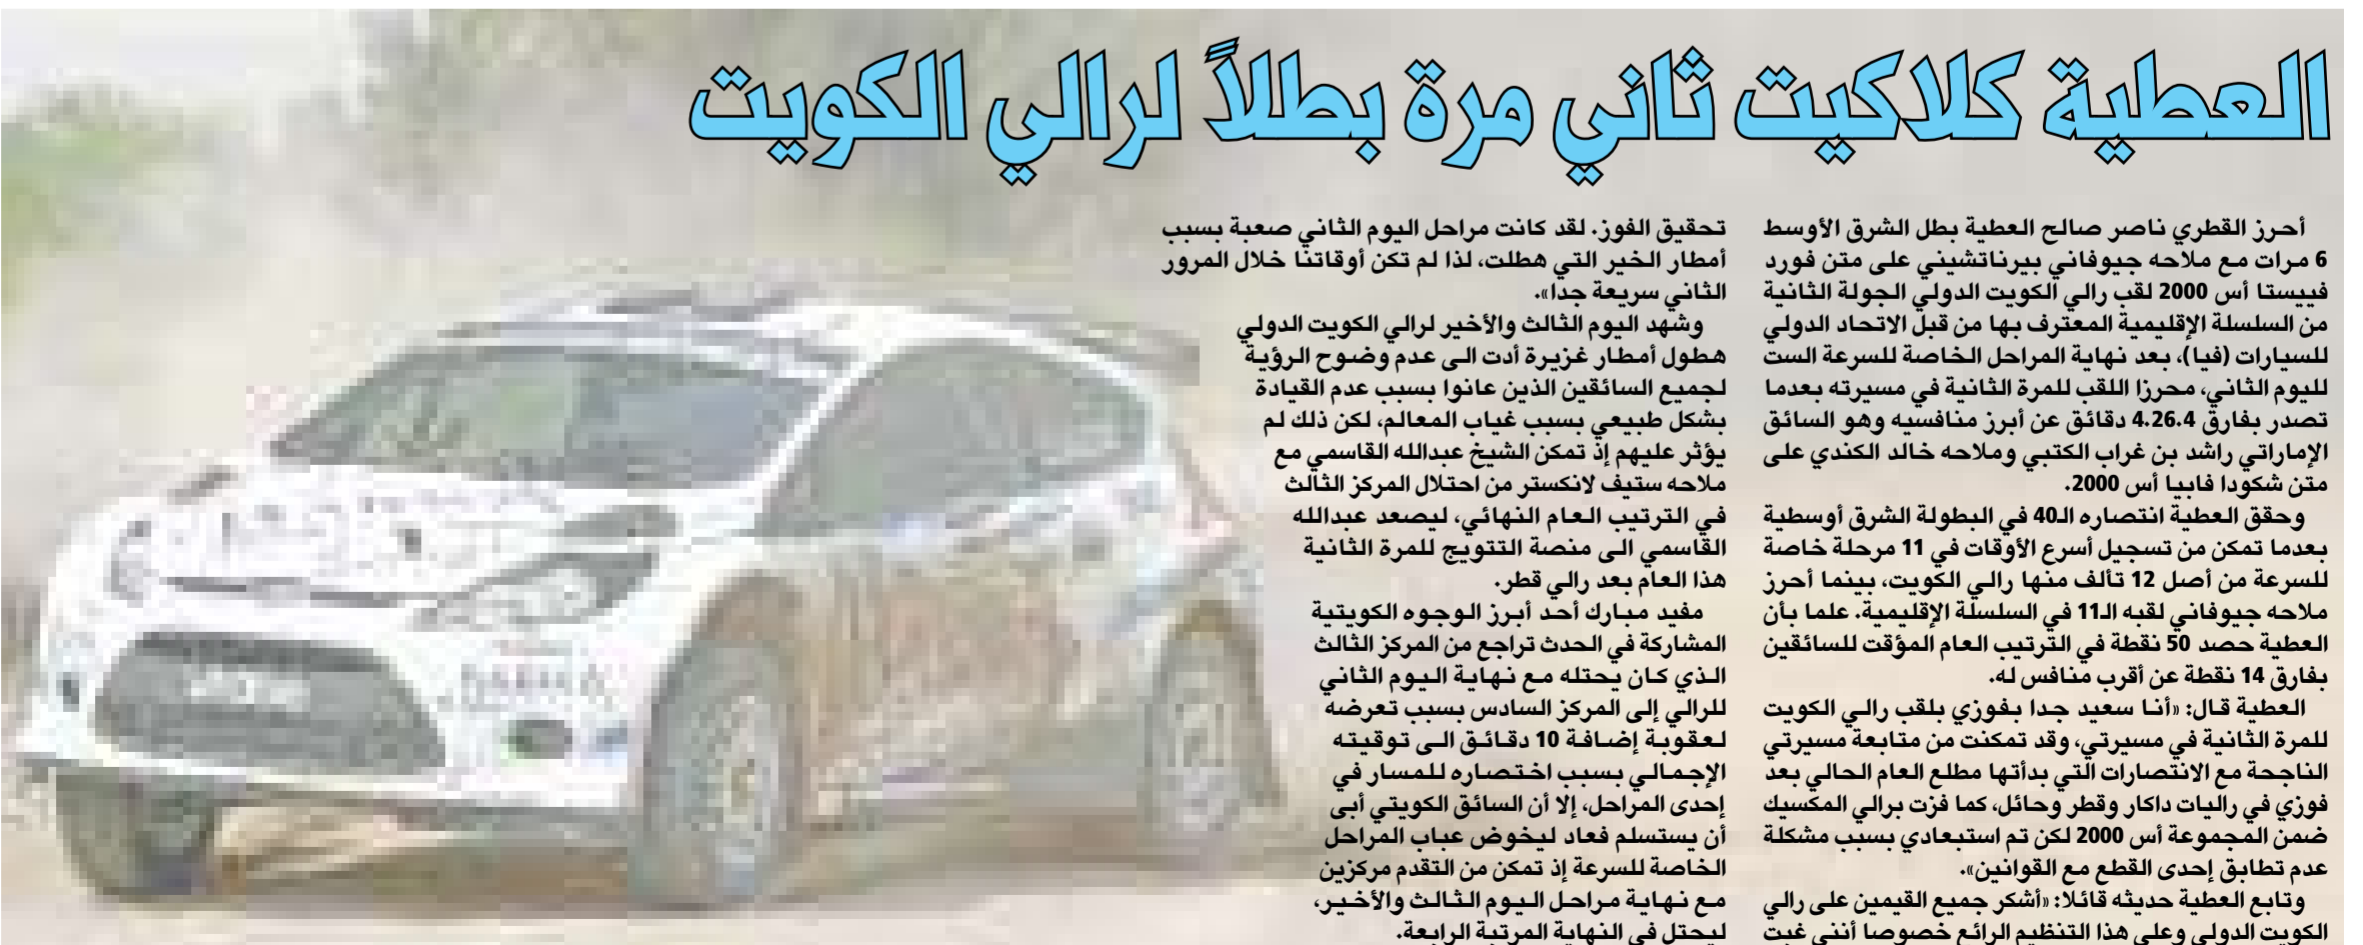 العطية كلاكيت ثاني مرة بطلاً لرالي الكويت
أحرز القطري ناصر صالح العطية بطل الشرق الأوسط
6 مرات مع ملاحه جيوفاني بيرناتشيني على متن فورد
فييستا أس 2000 لقب رالي الكويت الدولي الجولة الثانية
من السلسلة الإقليمية المعترف بها من قبل الاتحاد الدولي
للسيارات (فيا)، بعد نهاية المراحل الخاصة للسرعة الست
لليوم الثاني، محرزا اللقب للمرة الثانية في مسيرته بعدما
تصدر بفارق 4.26.4 دقائق عن أبرز منافسيه وهو السائق
الإماراتي راشد بن غراب الكتبي وملاحه خالد الكندي على
متن شكودا فابيا أس 2000.
وحقق العطية انتصاره الـ40 في البطولة الشرق أوسطية
بعدما تمكن من تسجيل أسرع الأوقات في 11 مرحلة خاصة
للسرعة من أصل 12 تألف منها رالي الكويت، بينما أحرز
ملاحه جيوفاني لقبه الـ11 في السلسلة الإقليمية. علما بأن
العطية حصد 50 نقطة في الترتيب العام المؤقت للسائقين
بفارق 14 نقطة عن أقرب منافس له.
العطية قال: «أنا سعيد جدا بفوزي بلقب رالي الكويت
للمرة الثانية في مسيرتي، وقد تمكنت من متابعة مسيرتي
الناجحة مع الانتصارات التي بدأتها مطلع العام الحالي بعد
فوزي في راليات داكار وقطر وحائل، كما فزت برالي المكسيك
ضمن المجموعة أس 2000 لكن تم استبعادي بسبب مشكلة
عدم تطابق إحدى القطع مع القوانين».
وتابع العطية حديثه قائلا: «أشكر جميع القيمين على رالي
الكويت الدولي وعلى هذا التنظيم الرائع خصوصا أنني غبت
تحقيق الفوز. لقد كانت مراحل اليوم الثاني صعبة بسبب
أمطار الخير التي هطلت، لذا لم تكن أوقاتنا خلال المرور
الثاني سريعة جدا».
وشهد اليوم الثالث والأخير لرالي الكويت الدولي
هطول أمطار غزيرة أدت الى عدم وضوح الرؤية
لجميع السائقين الذين عانوا بسبب عدم القيادة
بشكل طبيعي بسبب غياب المعالم، لكن ذلك لم
يؤثر عليهم إذ تمكن الشيخ عبدالله القاسمي مع
ملاحه ستيف لانكستر من احتلال المركز الثالث
في الترتيب العام النهائي، ليصعد عبدالله
القاسمي الى منصة التتويج للمرة الثانية
هذا العام بعد رالي قطر.
مفيد مبارك أحد أبرز الوجوه الكويتية
المشاركة في الحدث تراجع من المركز الثالث
الذي كان يحتله مع نهاية اليوم الثاني
للرالي إلى المركز السادس بسبب تعرضه
لعقوبة إضافة 10 دقائق الى توقيته
الإجمالي بسبب اختصاره للمسار في
إحدى المراحل، إلا أن السائق الكويتي أبى
أن يستسلم فعاد ليخوض عباب المراحل
الخاصة للسرعة إذ تمكن من التقدم مركزين
مع نهاية مراحل اليوم الثالث والأخير،
ليحتل في النهاية المرتبة الرابعة.